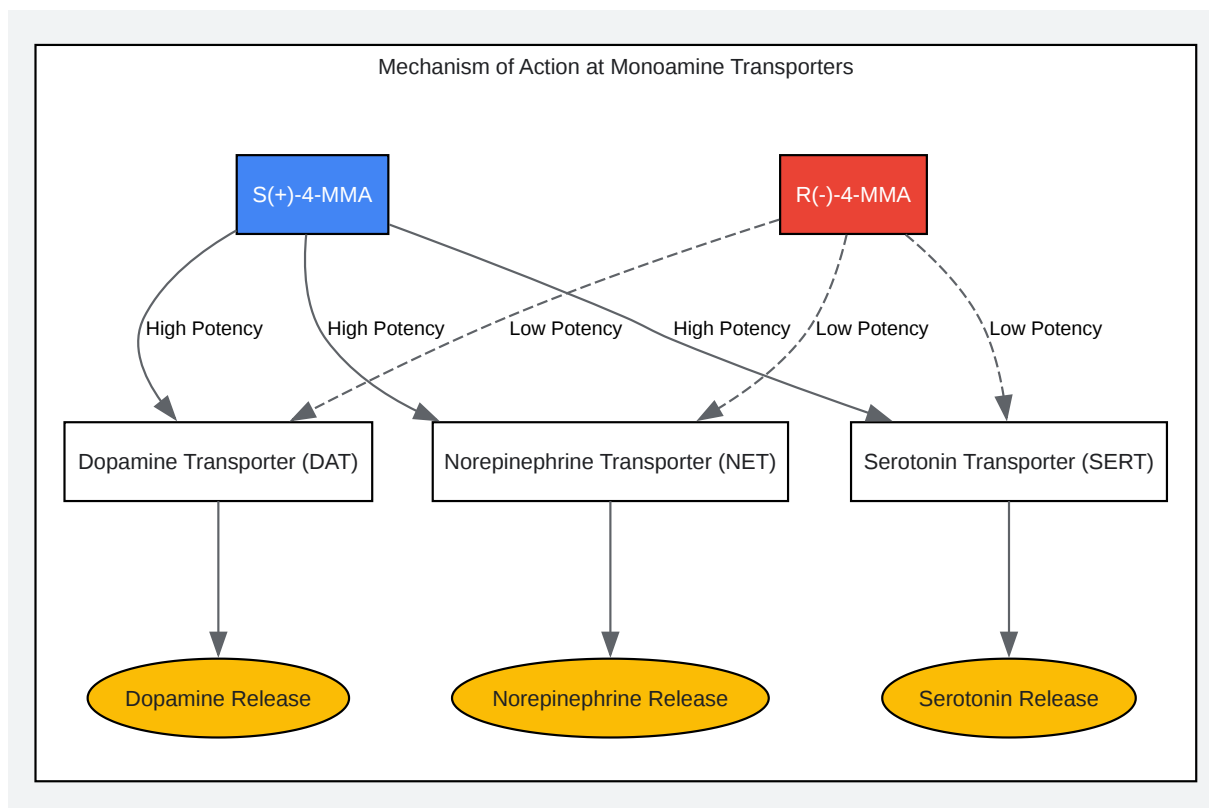 Mechanism of Action at Monoamine Transporters
S(+)-4-MMA
R(-)-4-MMA
High Potency
High Potency
Low Potency
High Potency
Low Potency
Low Potency
Dopamine Transporter (DAT)
Norepinephrine Transporter (NET)
Serotonin Transporter (SERT)
Dopamine Release
Norepinephrine Release
Serotonin Release